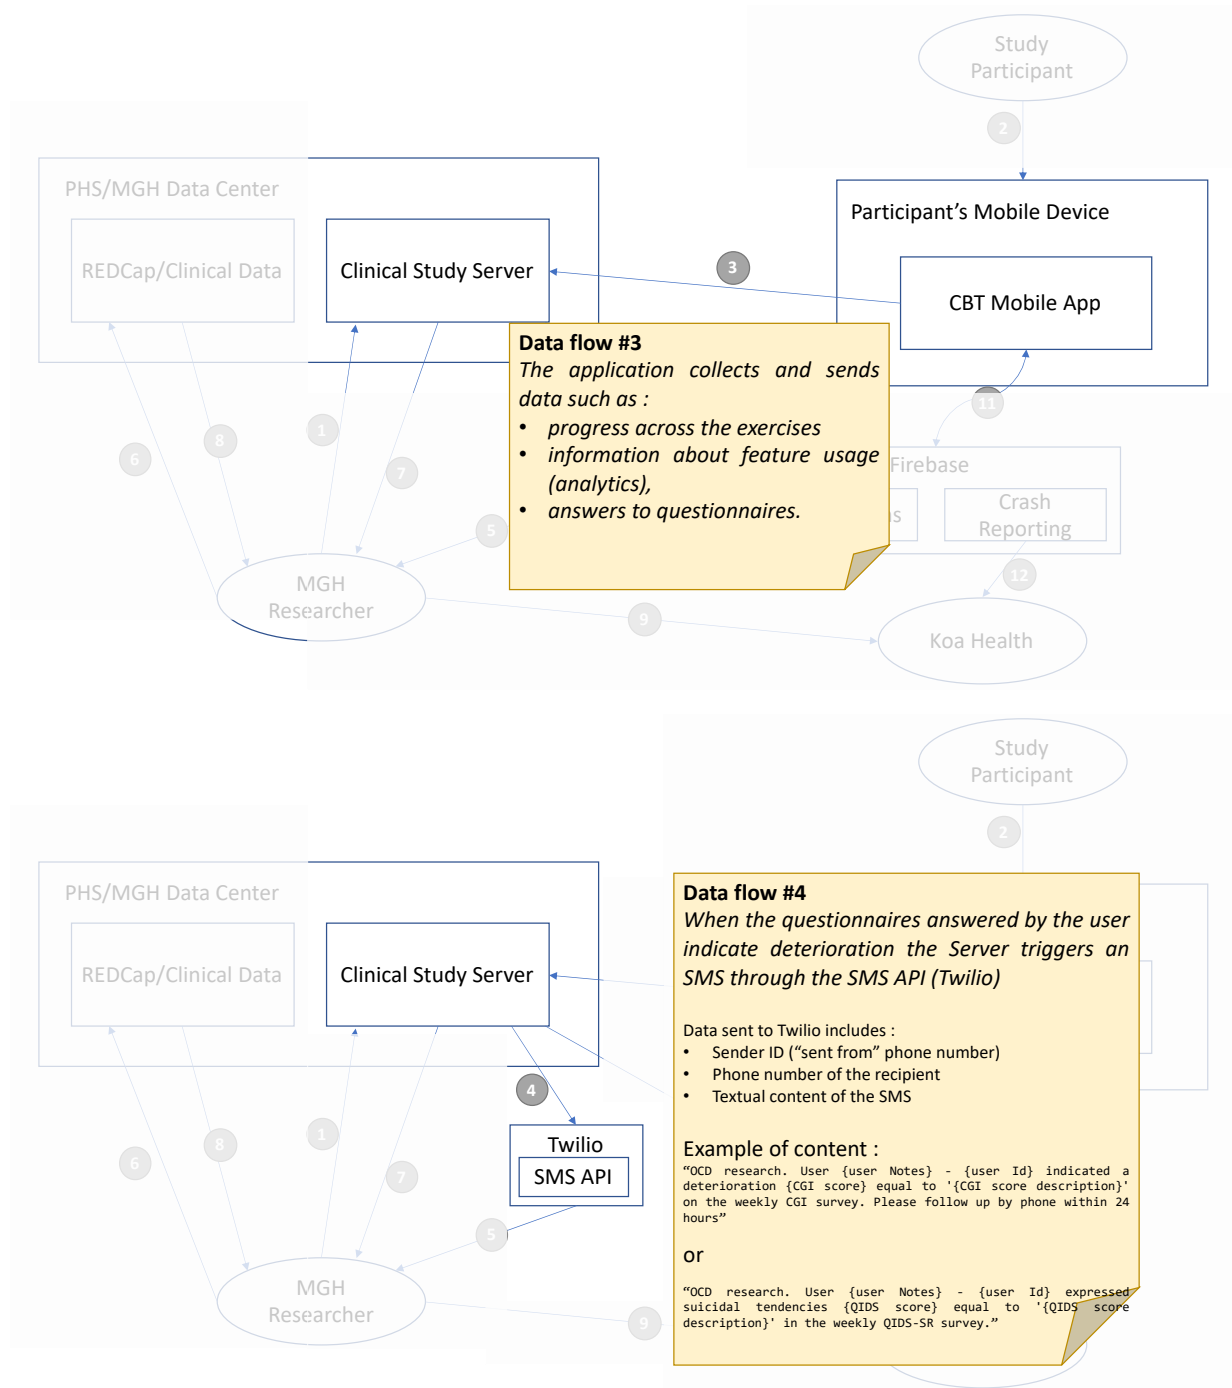 Study
Participant
2
PHS/MGH Data Center
REDCap/Clinical Data
Clinical Study Server
Participant’s Mobile Device
CBT Mobile App
3
Data flow #3
The application collects and sends
data such as :
• progress across the exercises
• information about feature usage
(analytics),
• answers to questionnaires.
11
Firebase
Crash
Reporting
6
8
1
7
5
12
MGH
Researcher
9
Koa Health
Study
Participant
2
PHS/MGH Data Center
REDCap/Clinical Data
Clinical Study Server
Data flow #4
When the questionnaires answered by the user
indicate deterioration the Server triggers an
SMS through the SMS API (Twilio)
Data sent to Twilio includes :
• Sender ID (“sent from” phone number)
• Phone number of the recipient
• Textual content of the SMS
Example of content :
“OCD research. User {user Notes} - {user Id} indicated a
deterioration {CGI score} equal to '{CGI score description}'
on the weekly CGI survey. Please follow up by phone within 24
hours”
or
“OCD research. User {user Notes} - {user Id} expressed
suicidal tendencies {QIDS score} equal to '{QIDS score
description}' in the weekly QIDS-SR survey.”
4
Twilio
SMS API
6
8
1
7
5
MGH
Researcher
9